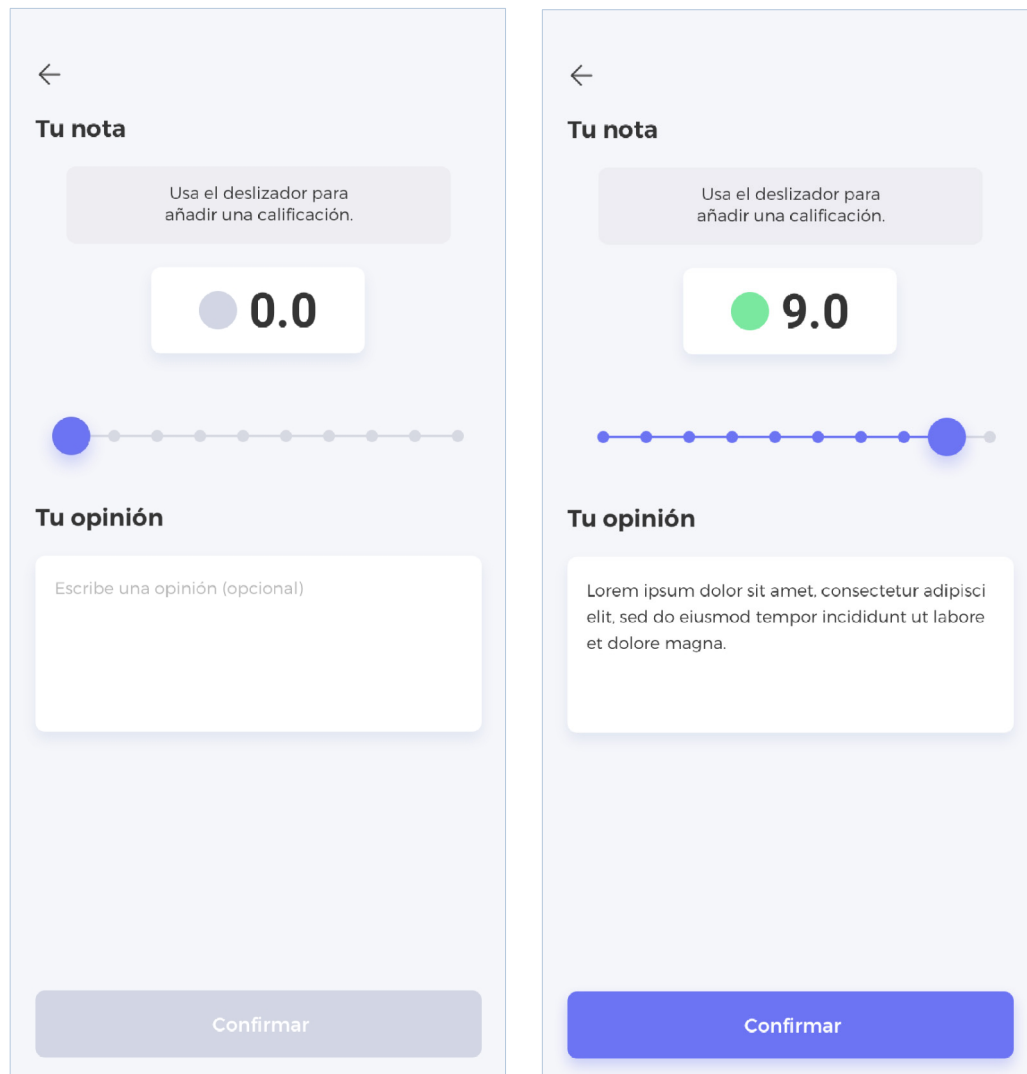 Tu nota
Usa el deslizador para
añadir una calificación.
0.0
Tu opinión
Escribe una opinión (opcional)
Confirmar
Tu nota
Usa el deslizador para
añadir una calificación.
9.0
Tu opinión
Lorem ipsum dolor sit amet, consectetur adipisci
elit, sed do eiusmod tempor incididunt ut labore
et dolore magna.
Confirmar